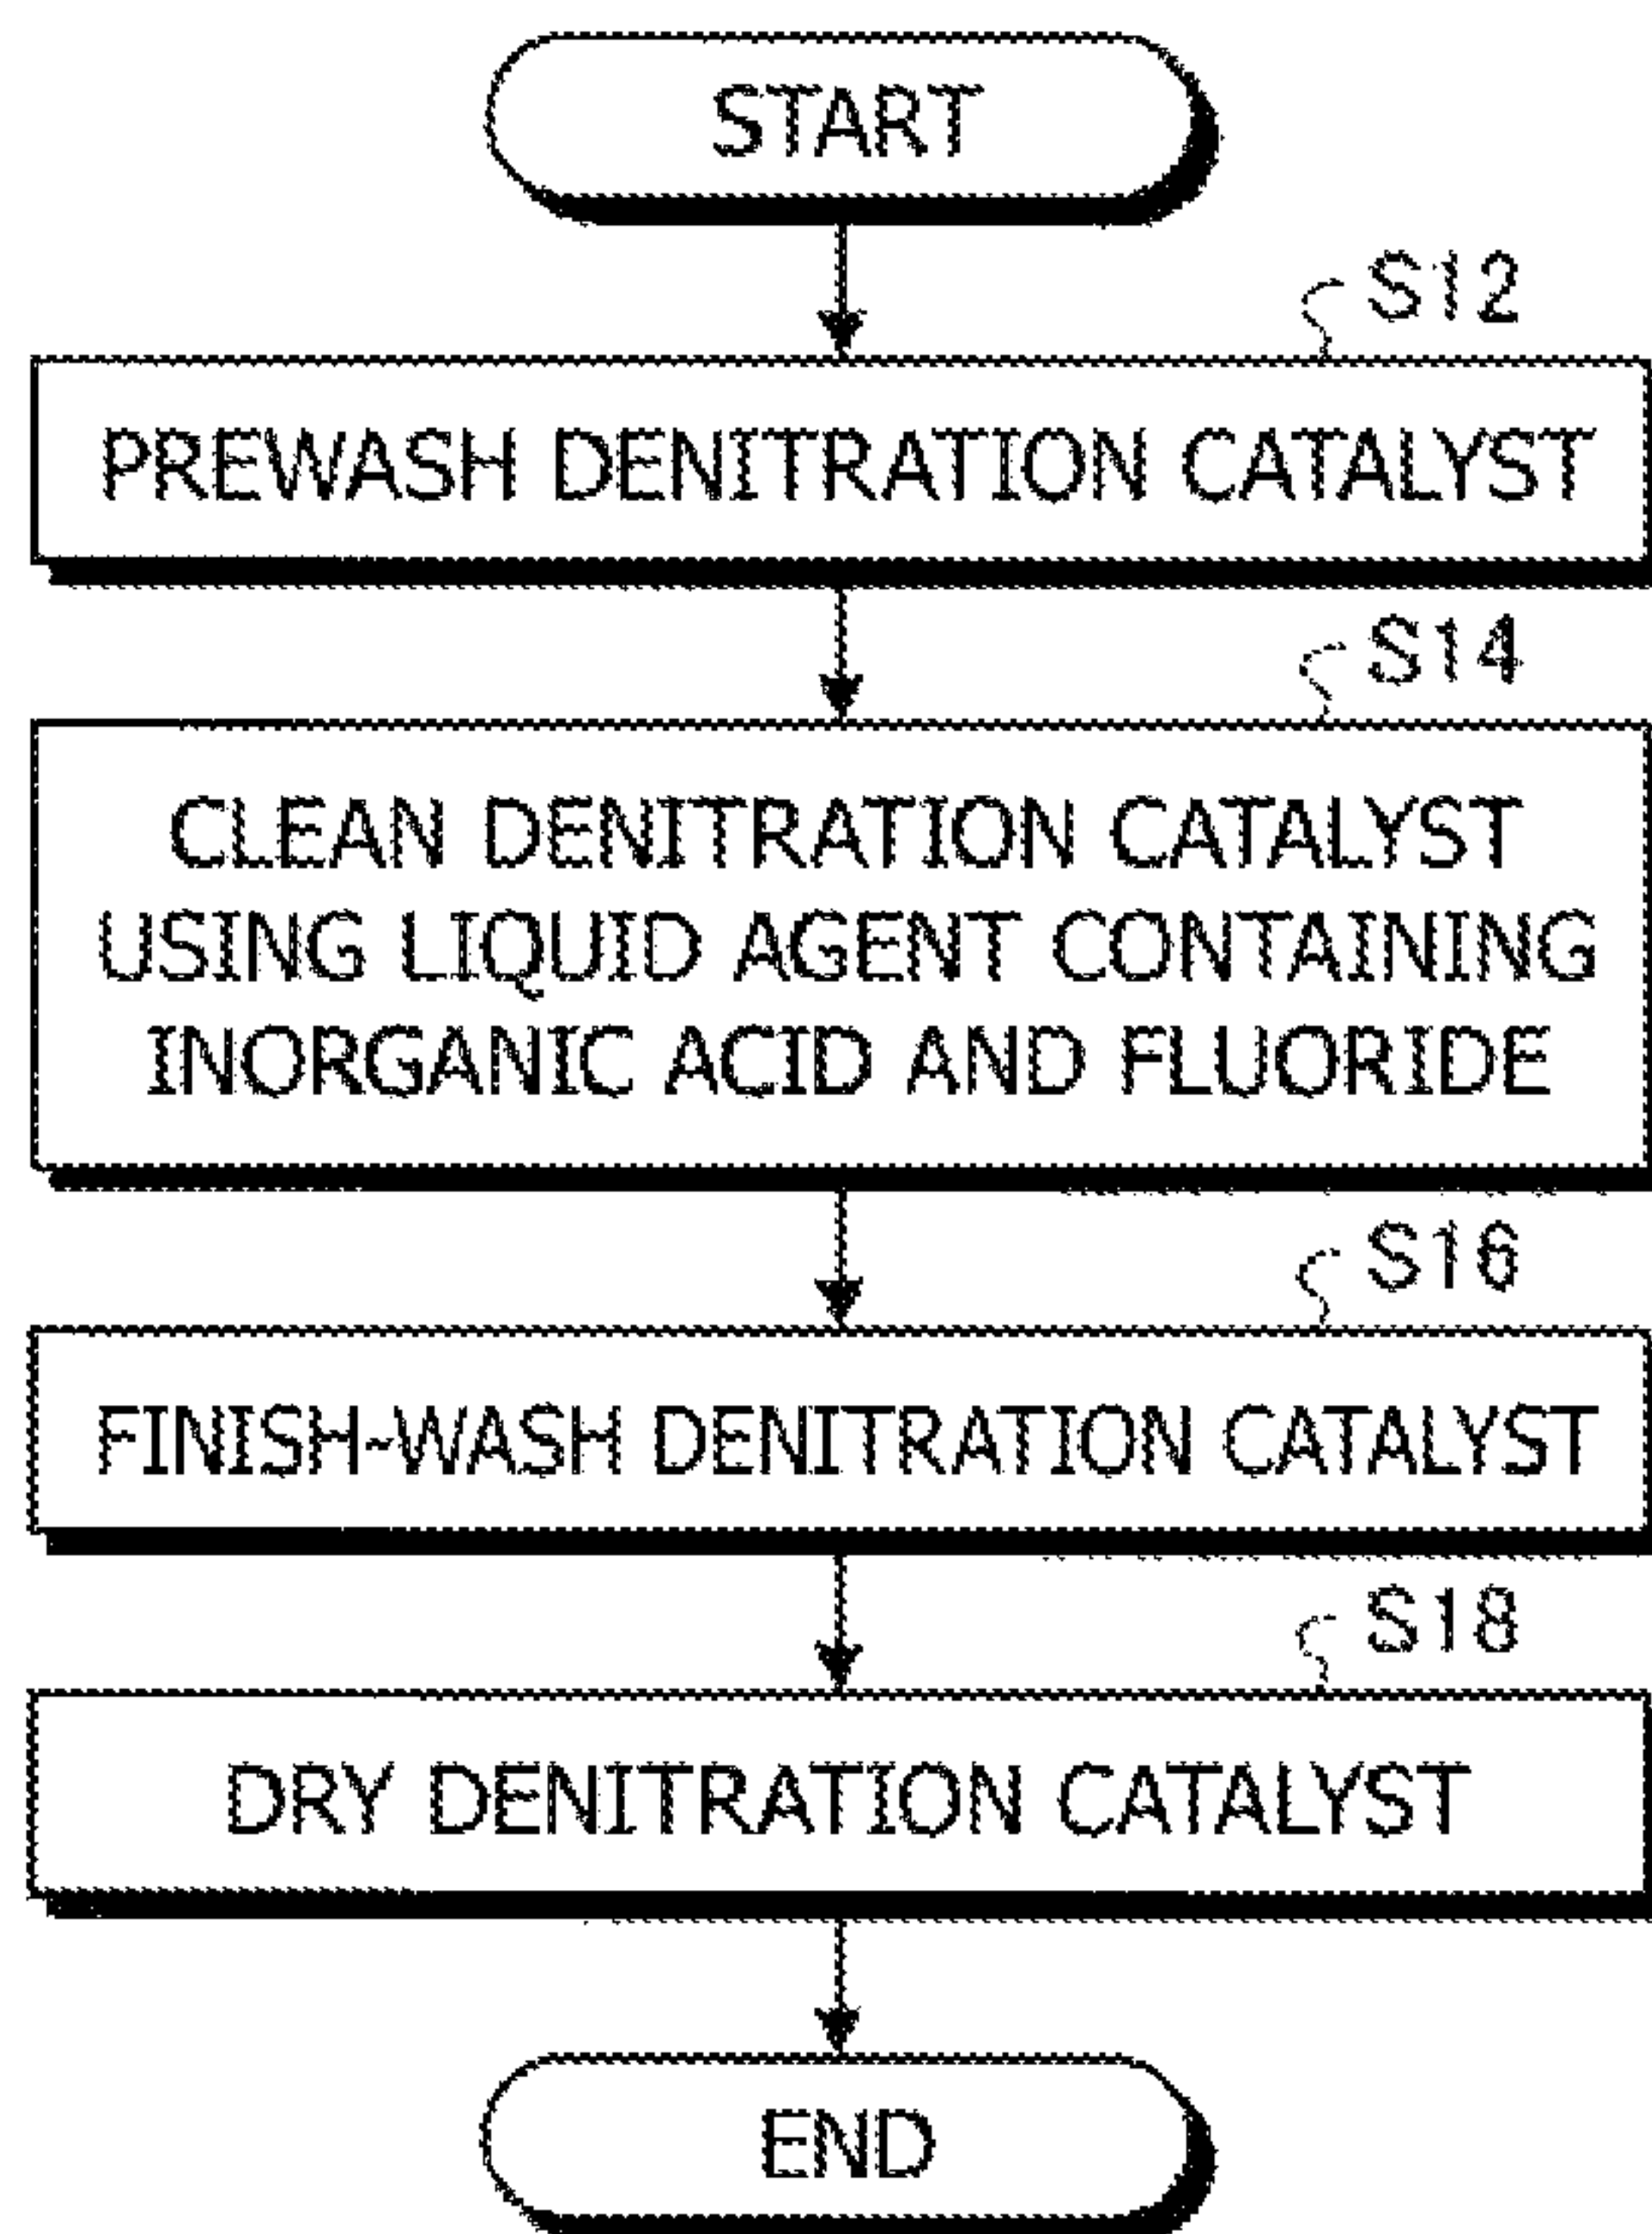 START
S12
PREWASH DENITRATION CATALYST
S14
CLEAN DENITRATION CATALYST
USING LIQUID AGENT CONTAINING
INORGANIC ACID AND FLUORIDE
S16
FINISH-WASH DENITRATION CATALYST
S18
DRY DENITRATION CATALYST
END